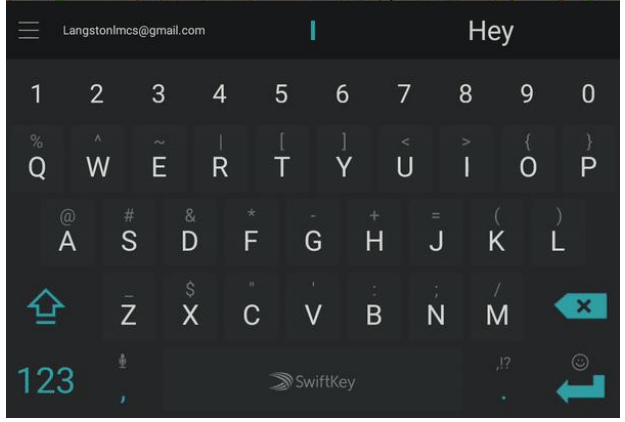 Langstonlmcs@gmail.com I Hey
1 2 3 4 5 6 7 8 9 0
% ^ ~ | [ ] < > { }
Q W E R T Y U I O P
@ # & * - + = ( )
A S D F G H J K L
_ $ " ' : ; /
Z X C V B N M
123 , SwiftKey ,!? .